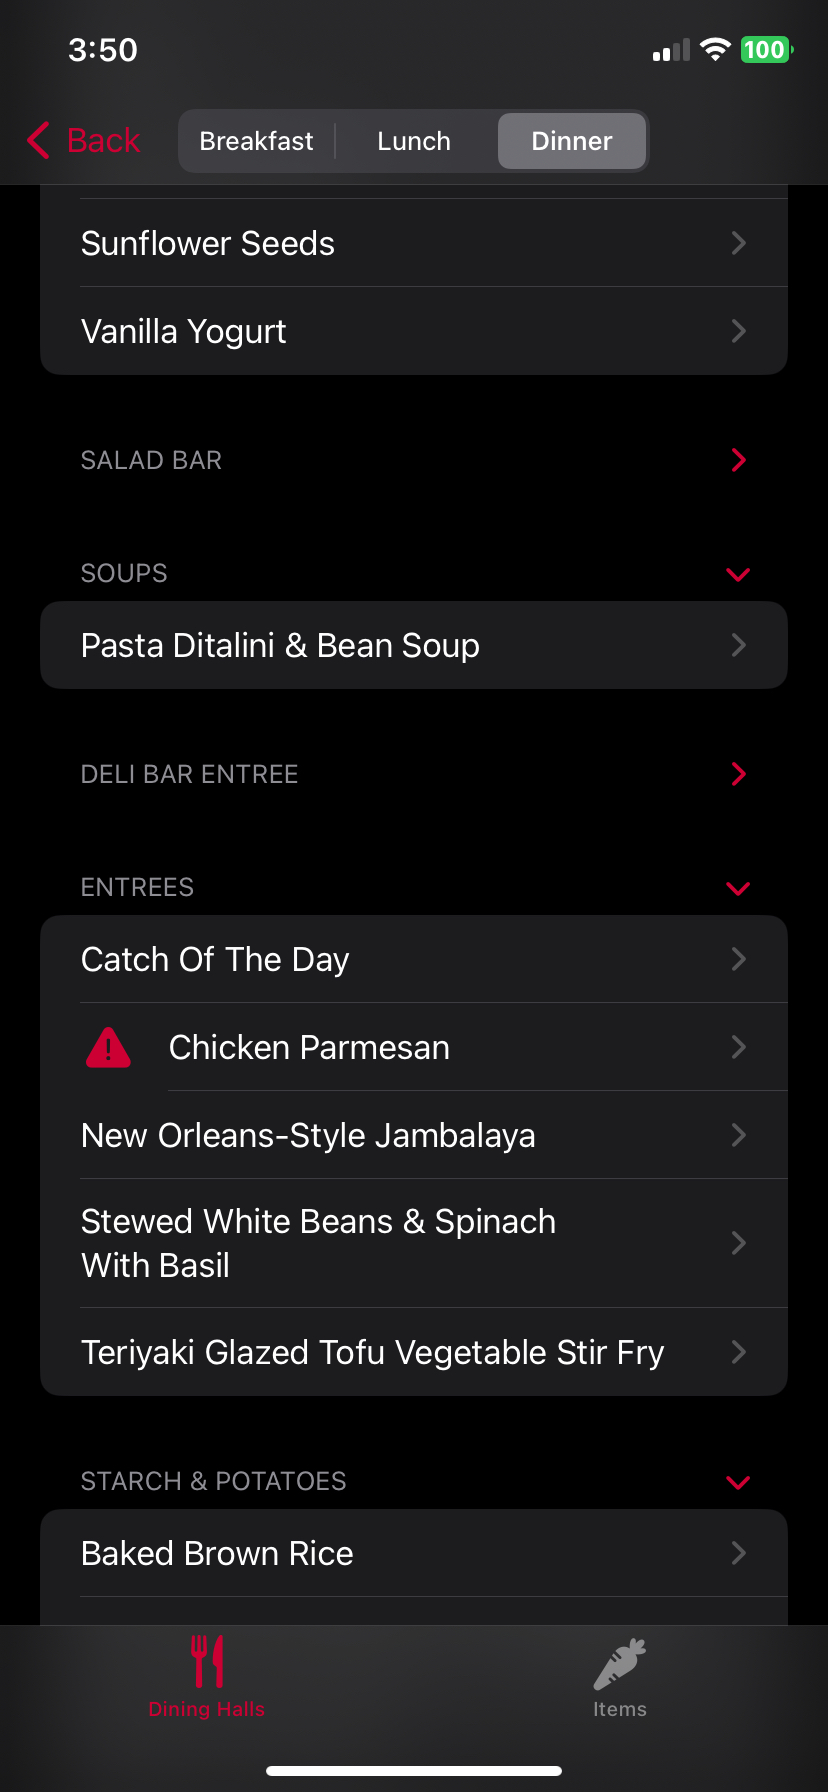 3:50
100
Back
Breakfast
Lunch
Dinner
Sunflower Seeds
Vanilla Yogurt
SALAD BAR
SOUPS
Pasta Ditalini & Bean Soup
DELI BAR ENTREE
ENTREES
Catch Of The Day
Chicken Parmesan
New Orleans-Style Jambalaya
Stewed White Beans & Spinach
With Basil
Teriyaki Glazed Tofu Vegetable Stir Fry
STARCH & POTATOES
Baked Brown Rice
Dining Halls
Items